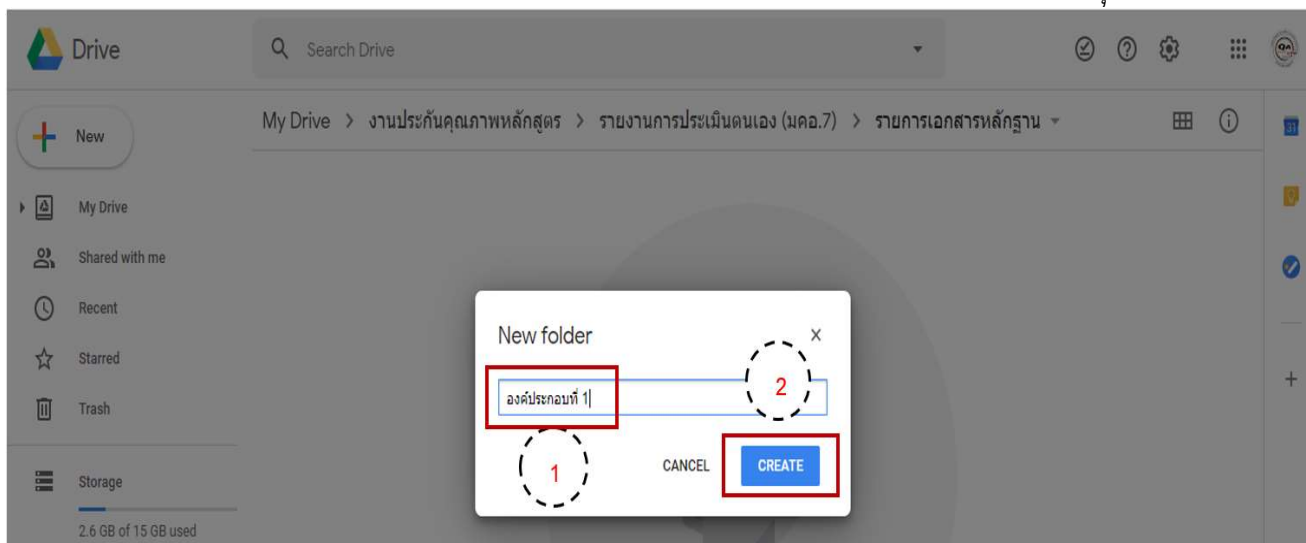 Drive
Search Drive
New
My Drive > งานประกันคุณภาพหลักสูตร > รายงานการประเมินตนเอง (มคอ.7) > รายการเอกสารหลักฐาน
31
My Drive
Shared with me
Recent
Starred
Trash
Storage
2.6 GB of 15 GB used
New folder
x
องค์ประกอบที่ 1
2
1
CANCEL
CREATE